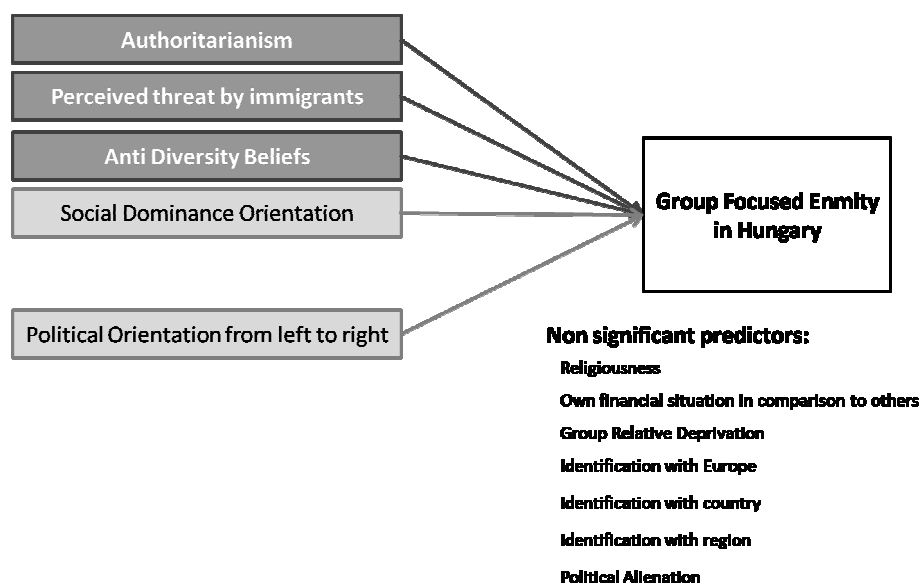 Authoritarianism
Perceived threat by immigrants
Anti Diversity Beliefs
Social Dominance Orientation
Political Orientation from left to right
Group Focused Enmity
in Hungary
Non significant predictors:
Religiousness
Own financial situation in comparison to others
Group Relative Deprivation
Identification with Europe
Identification with country
Identification with region
Political Alienation